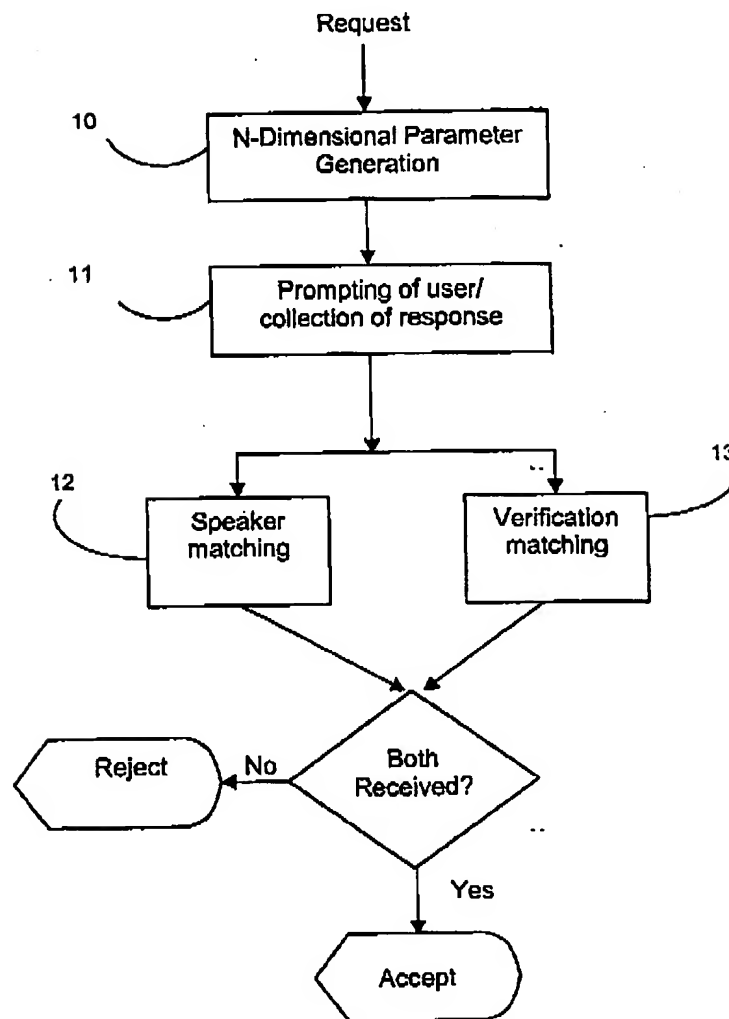 Request
10
N-Dimensional Parameter
Generation
11
Prompting of user/
collection of response
12
Speaker
matching
13
Verification
matching
Both
Received?
No
Reject
Yes
Accept